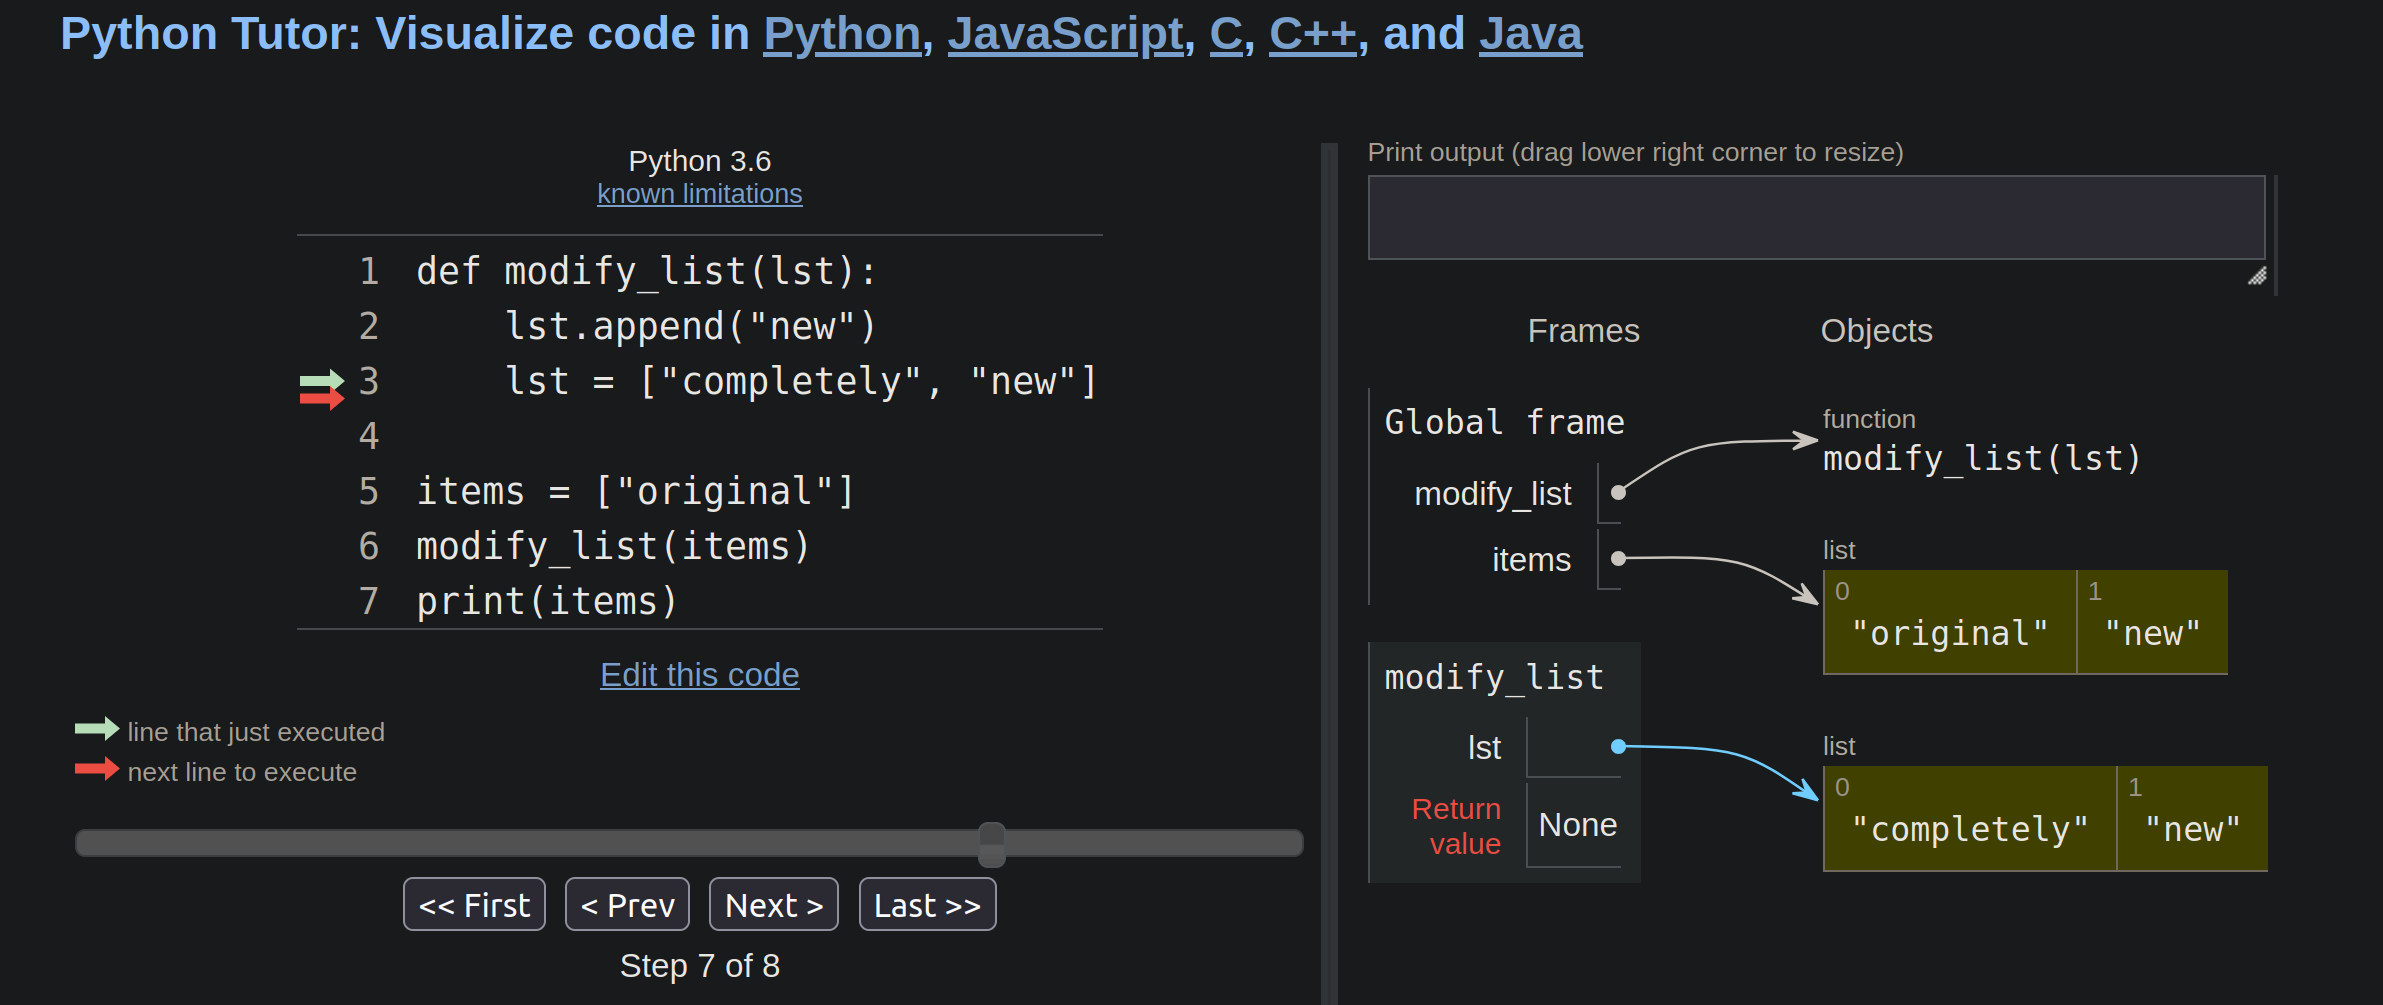 Python Tutor: Visualize code in Python, JavaScript, C, C++, and Java
Python 3.6
known limitations
1 def modify_list(lst):
2     lst.append("new")
3     lst = ["completely", "new"]
4
5 items = ["original"]
6 modify_list(items)
7 print(items)
Edit this code
line that just executed
next line to execute
<< First < Prev Next > Last >>
Step 7 of 8
Print output (drag lower right corner to resize)
Frames Objects
Global frame
modify_list
items
function
modify_list(lst)
list
0 1
"original" "new"
modify_list
lst
Return
value None
list
0 1
"completely" "new"